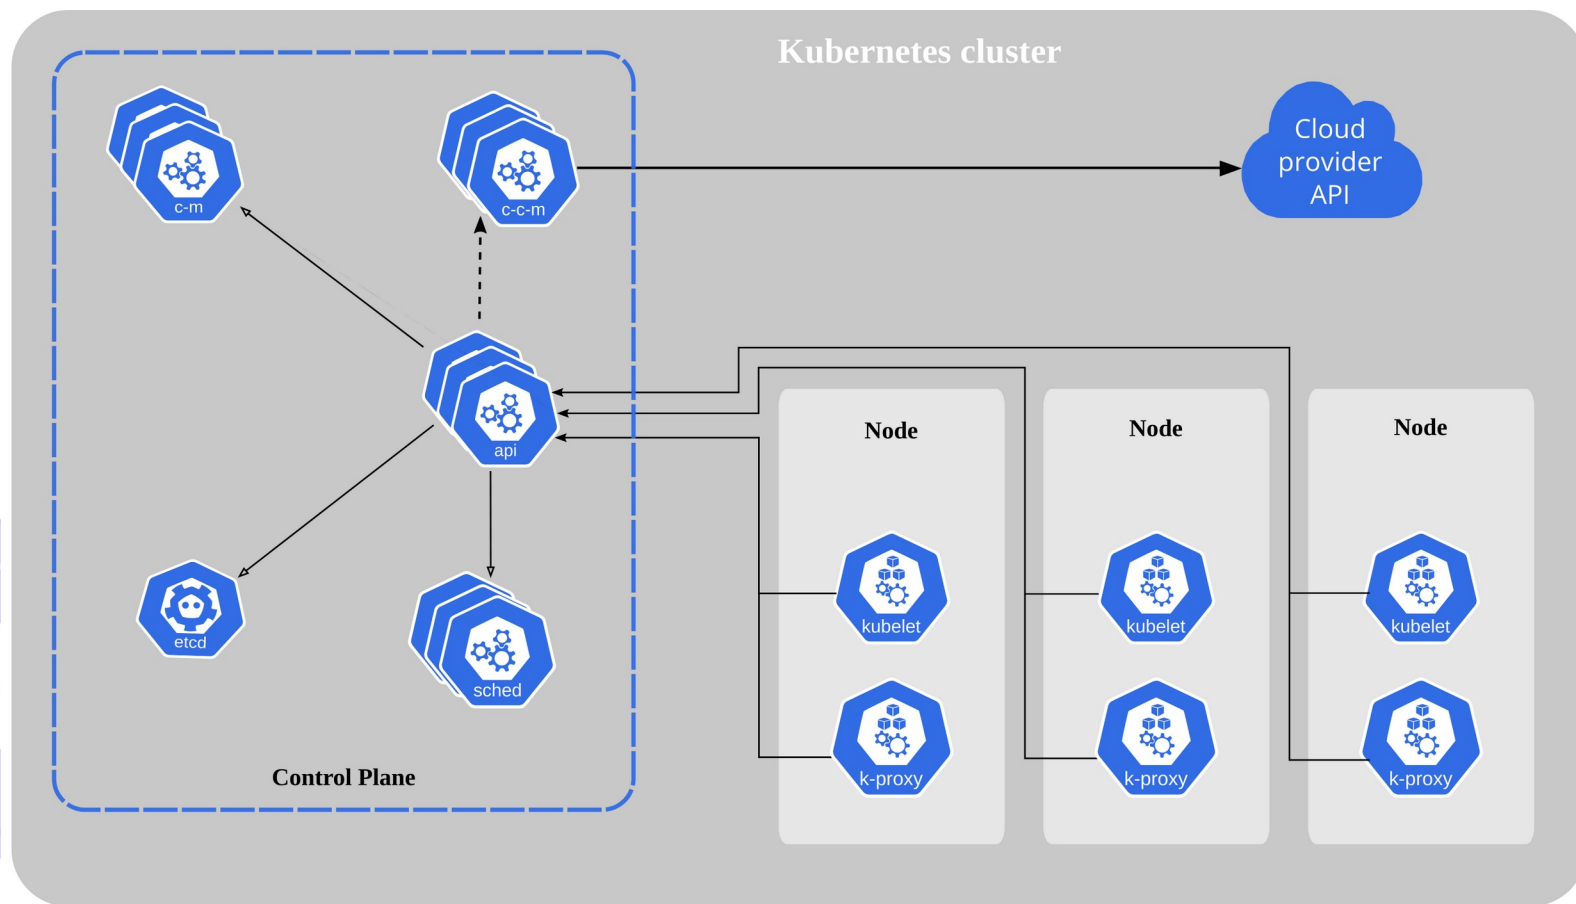 Kubernetes cluster
c-m
c-c-m
Cloud
provider
API
api
etcd
sched
Control Plane
Node
kubelet
k-proxy
Node
kubelet
k-proxy
Node
kubelet
k-proxy